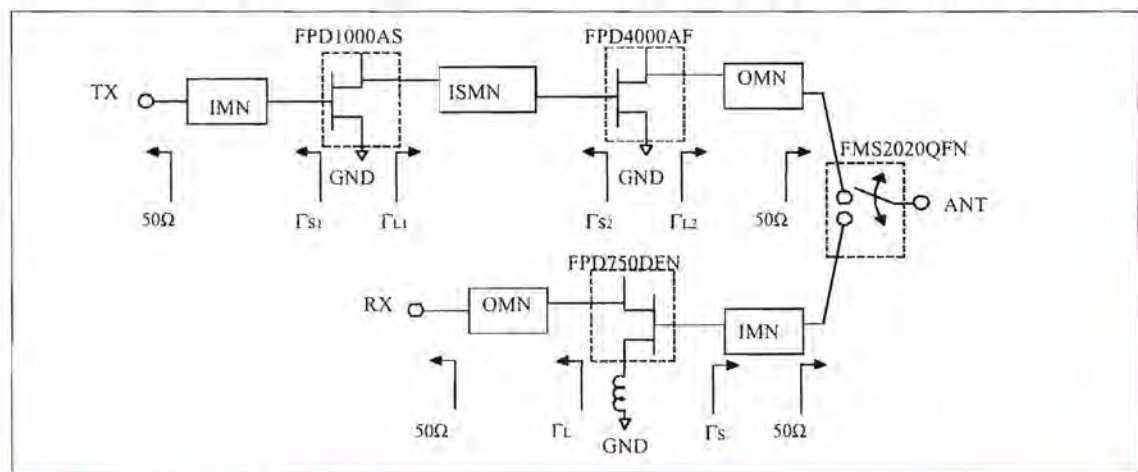 FPD1000AS
FPD4000AF
TX
IMN
ISMN
OMN
FMS2020QFN
GND
GND
ANT
50Ω
ΓS1
ΓL1
ΓS2
ΓL2
50Ω
FPD750DFN
RX
OMN
IMN
50Ω
ΓL
GND
ΓS
50Ω